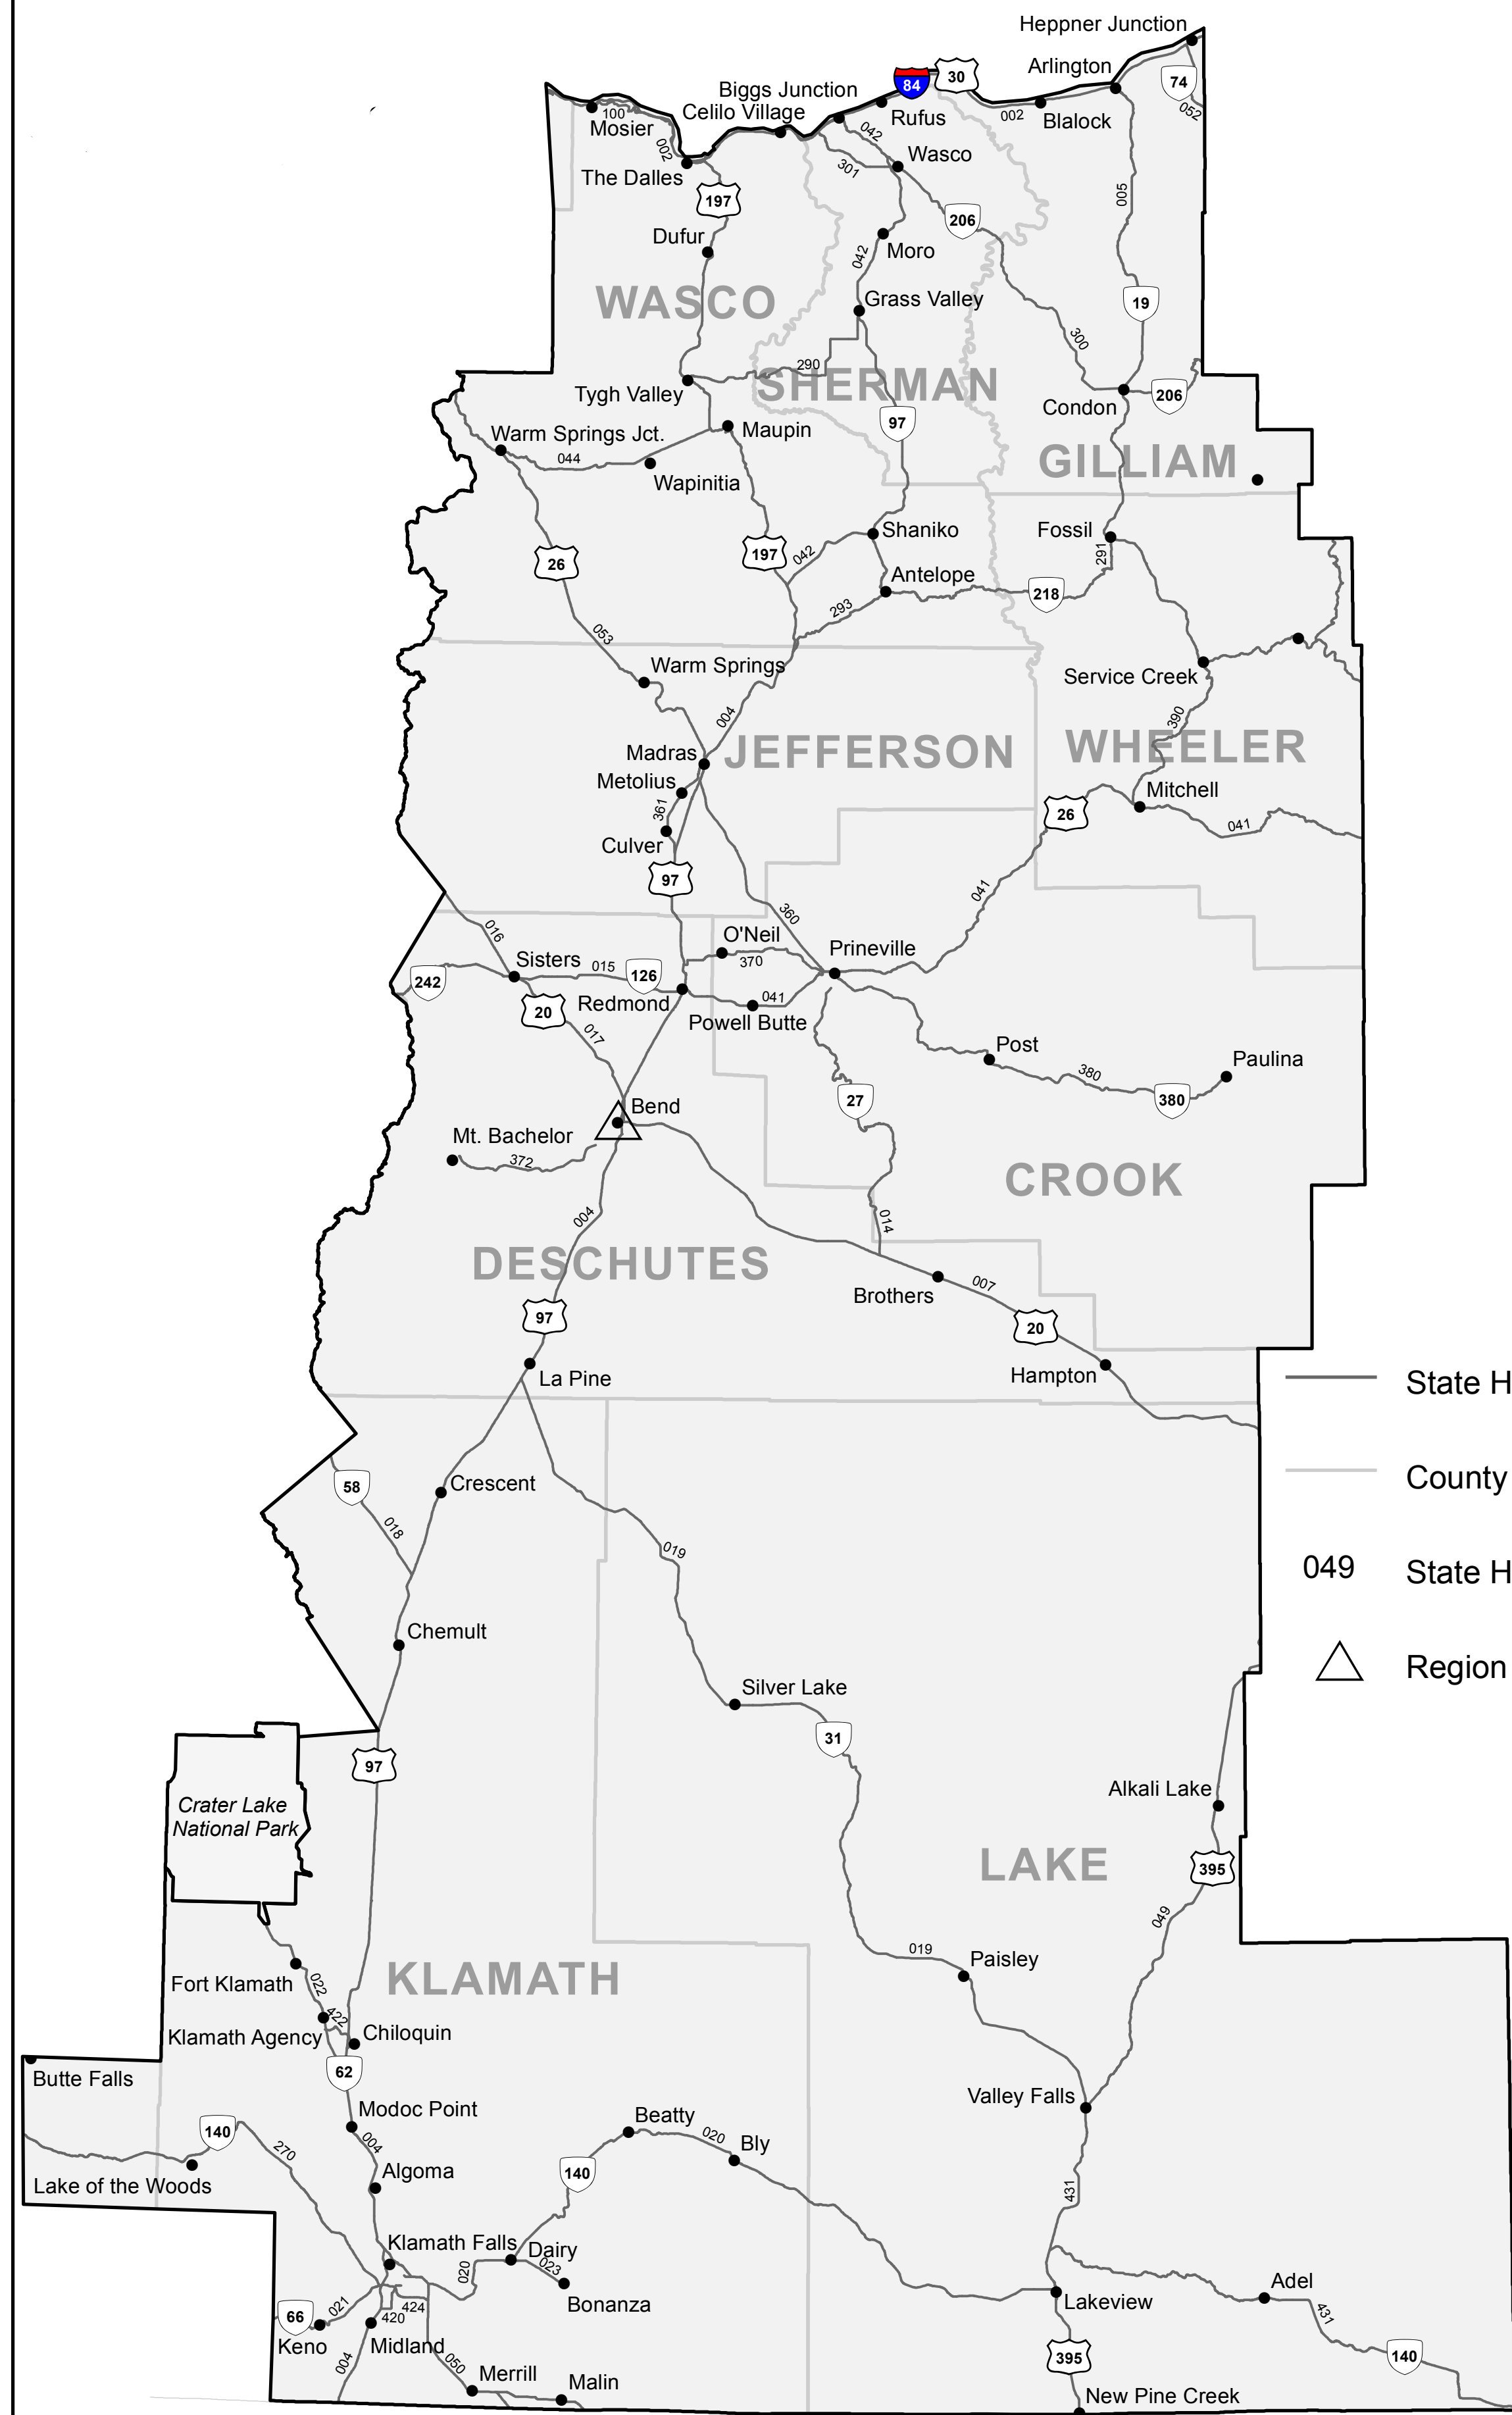 Heppner Junction
Arlington
84
30
74
052
Biggs Junction
Celilo Village
100
Mosier
002
Rufus
002
Blalock
042
Wasco
301
The Dalles
197
005
206
Dufur
Moro
042
WASCO
Grass Valley
19
300
290
SHERMAN
Tygh Valley
206
Condon
97
Warm Springs Jct.
Maupin
044
GILLIAM
Wapinitia
Shaniko
Fossil
197
042
291
26
Antelope
218
293
053
Warm Springs
Service Creek
004
390
Madras
JEFFERSON
WHEELER
Metolius
Mitchell
361
26
041
Culver
97
041
360
016
O'Neil
Prineville
370
Sisters
015
126
242
Redmond
041
20
Powell Butte
017
Post
Paulina
380
380
27
Bend
Mt. Bachelor
372
CROOK
004
014
DESCHUTES
Brothers
007
97
20
La Pine
Hampton
State H
Crescent
County
58
018
019
049
State H
Chemult
Region
Silver Lake
31
97
Alkali Lake
Crater Lake
National Park
LAKE
395
049
019
Paisley
Fort Klamath
022
KLAMATH
422
Klamath Agency
Chiloquin
62
Butte Falls
Valley Falls
Modoc Point
Beatty
140
004
020
Bly
270
140
Algoma
Lake of the Woods
431
Klamath Falls
Dairy
023
020
Adel
Bonanza
Lakeview
66
021
424
420
431
Keno
Midland
004
050
395
140
Merrill
Malin
New Pine Creek